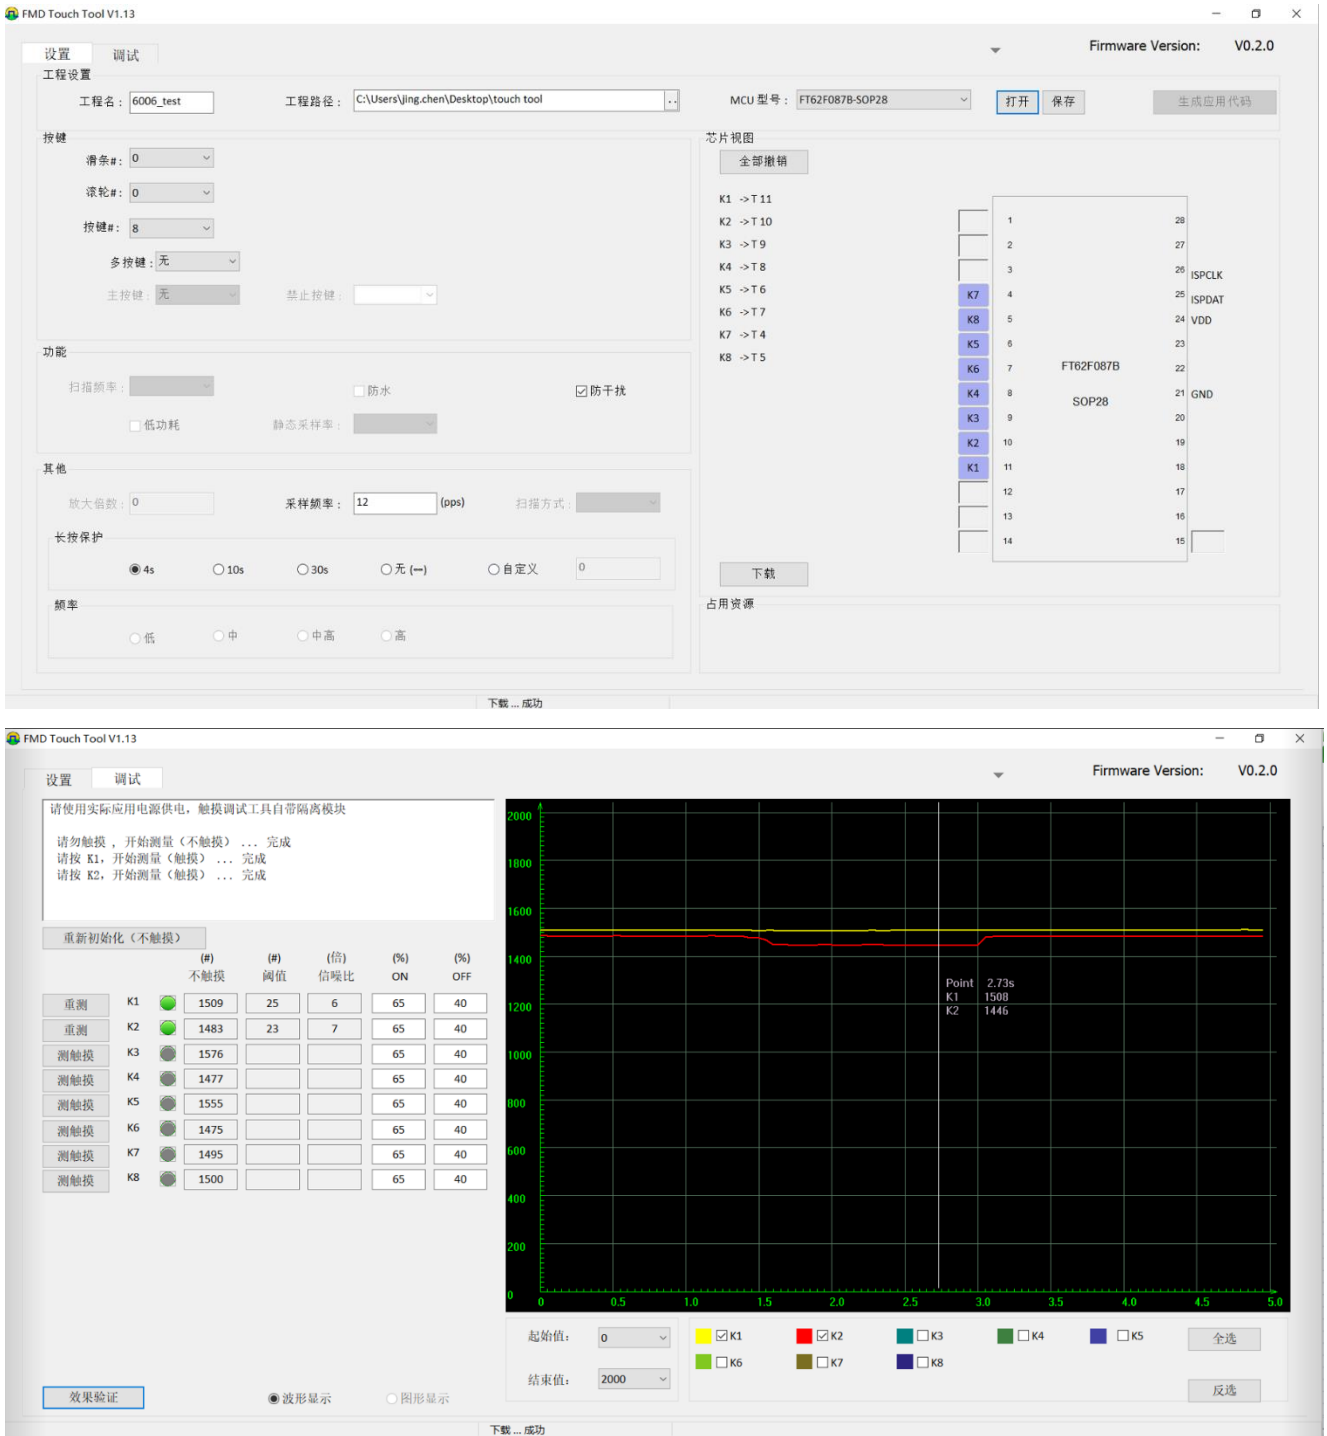 FMD Touch Tool V1.13
设置 调试 Firmware Version: V0.2.0
工程设置
工程名: 6006_test 工程路径: C:\Users\jing.chen\Desktop\touch tool .. MCU 型号: FT62F087B-SOP28 打开 保存 生成应用代码
按键
滑条#: 0
滚轮#: 0
按键#: 8
多按键: 无
主按键: 无 禁止按键:
功能
扫描频率: 防水 防干扰
低功耗 静态采样率:
其他
放大倍数: 0 采样频率: 12 (pps) 扫描方式:
长按保护
4s 10s 30s 无 (--) 自定义 0
频率
低 中 中高 高
芯片视图
全部撤销
K1 ->T 11
K2 ->T 10
K3 ->T 9
K4 ->T 8
K5 ->T 6
K6 ->T 7
K7 ->T 4
K8 ->T 5
1 28
2 27
3 26 ISPCLK
K7 4 25 ISPDAT
K8 5 24 VDD
K5 6 23
K6 7 FT62F087B 22
K4 8 SOP28 21 GND
K3 9 20
K2 10 19
K1 11 18
12 17
13 16
14 15
下载
占用资源
下载 ... 成功
FMD Touch Tool V1.13
设置 调试 Firmware Version: V0.2.0
请使用实际应用电源供电，触摸调试工具自带隔离模块
请勿触摸 , 开始测量（不触摸） ... 完成
请按 K1，开始测量（触摸） ... 完成
请按 K2，开始测量（触摸） ... 完成
重新初始化（不触摸）
(#) (#) (倍) (%) (%)
不触摸 阈值 信噪比 ON OFF
重测 K1 1509 25 6 65 40
重测 K2 1483 23 7 65 40
测触摸 K3 1576 65 40
测触摸 K4 1477 65 40
测触摸 K5 1555 65 40
测触摸 K6 1475 65 40
测触摸 K7 1495 65 40
测触摸 K8 1500 65 40
效果验证 波形显示 图形显示
2000
1800
1600
1400
1200
1000
800
600
400
200
0
Point 2.73s
K1 1508
K2 1446
0 0.5 1.0 1.5 2.0 2.5 3.0 3.5 4.0 4.5 5.0
起始值: 0 K1 K2 K3 K4 K5 全选
K6 K7 K8
结束值: 2000 反选
下载 ... 成功